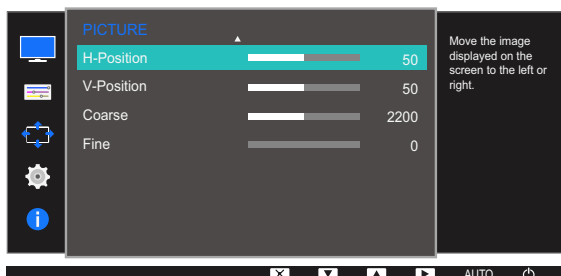 PICTURE
H-Position 50
V-Position 50
Coarse 2200
Fine 0
Move the image
displayed on the
screen to the left or
right.
AUTO